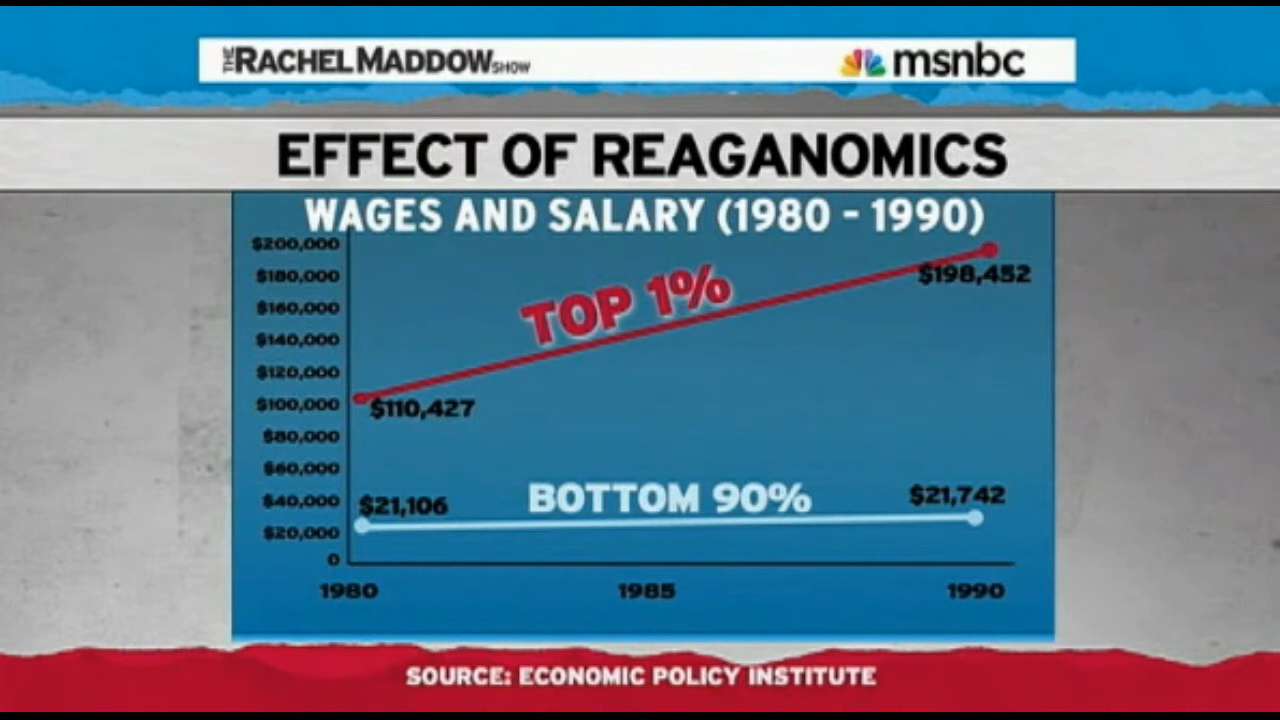 THE RACHEL MADDOW SHOW
msnbc
EFFECT OF REAGANOMICS
WAGES AND SALARY (1980 - 1990)
$200,000
$180,000
$198,452
TOP 1%
$160,000
$140,000
$120,000
$100,000
$110,427
$80,000
$60,000
$40,000
$21,106
BOTTOM 90%
$21,742
$20,000
0
1980
1985
1990
SOURCE: ECONOMIC POLICY INSTITUTE